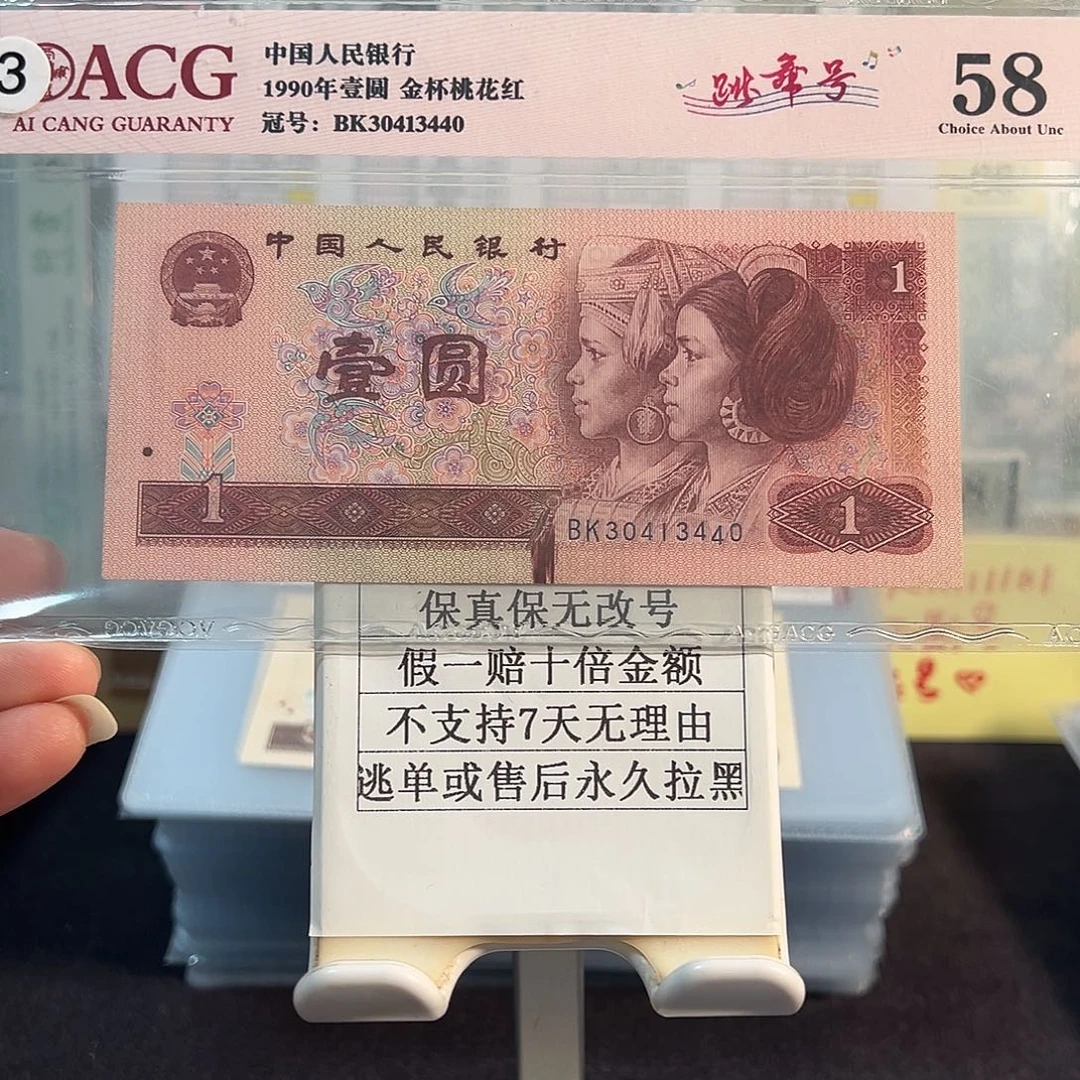 3
ACG
AI CANG GUARANTY
中国人民银行
1990年壹圆 金杯桃花红
冠号：BK30413440
跳舞号
58
Choice About Unc
中国人民银行
1
壹圆
1
BK30413440
1
保真保无改号
假一赔十倍金额
不支持7天无理由
逃单或售后永久拉黑
ACG